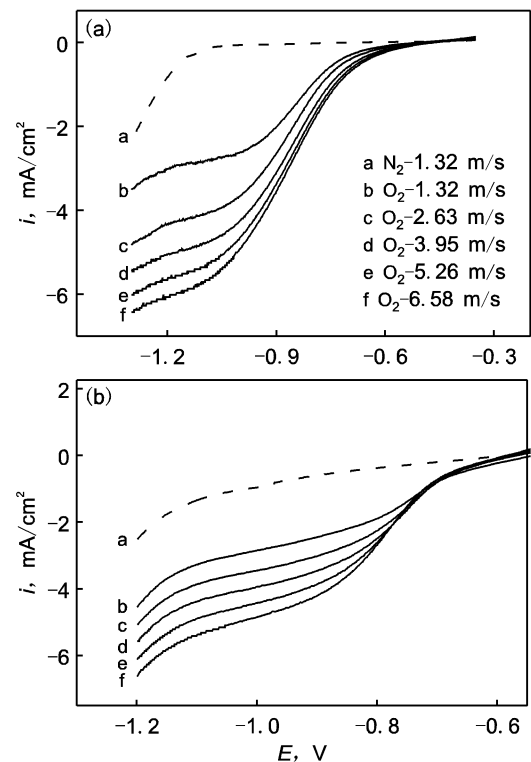 (a)
0
−2
−4
−6
i, mA/cm²
a
b
c
d
e
f
a N₂−1.32 m/s
b O₂−1.32 m/s
c O₂−2.63 m/s
d O₂−3.95 m/s
e O₂−5.26 m/s
f O₂−6.58 m/s
−1.2 −0.9 −0.6 −0.3
(b)
2
0
−2
−4
−6
i, mA/cm²
a
b
c
d
e
f
−1.2 −1.0 −0.8 −0.6
E, V